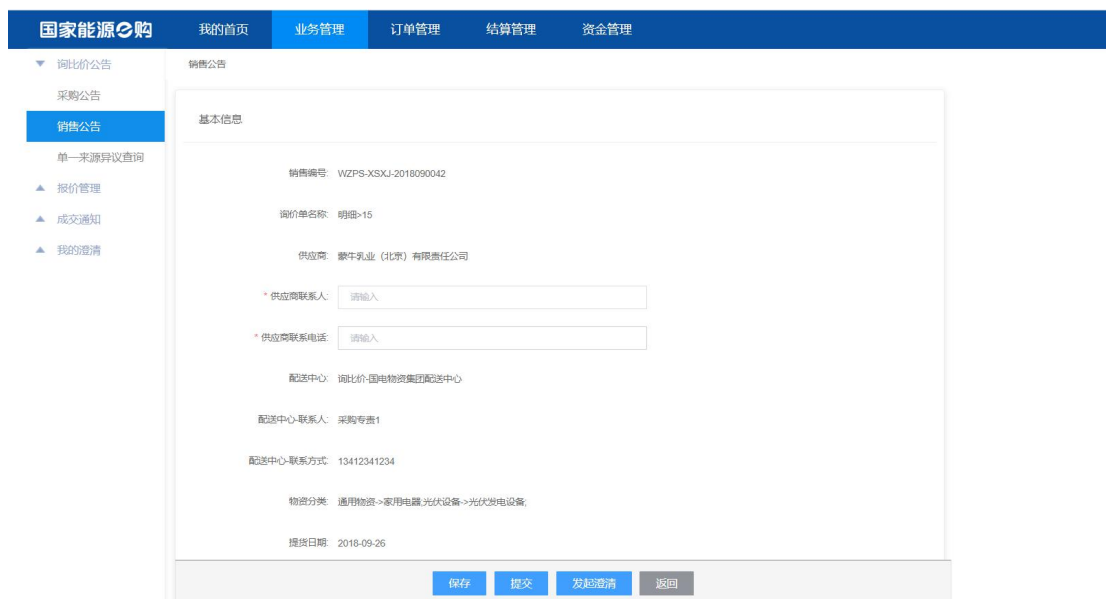 国家能源e购 我的首页 业务管理 订单管理 结算管理 资金管理
询比价公告
销售公告
采购公告
销售公告
基本信息
单一来源异议查询
销售编号: WZPS-XSXJ-2018090042
报价管理
询价单名称: 明细>15
成交通知
我的澄清
供应商: 蒙牛乳业（北京）有限责任公司
* 供应商联系人: 请输入
* 供应商联系电话: 请输入
配送中心: 询比价-国电物资集团配送中心
配送中心-联系人: 采购专责1
配送中心-联系方式: 13412341234
物资分类: 通用物资->家用电器;光伏设备->光伏发电设备;
提货日期: 2018-09-26
保存 提交 发起澄清 返回